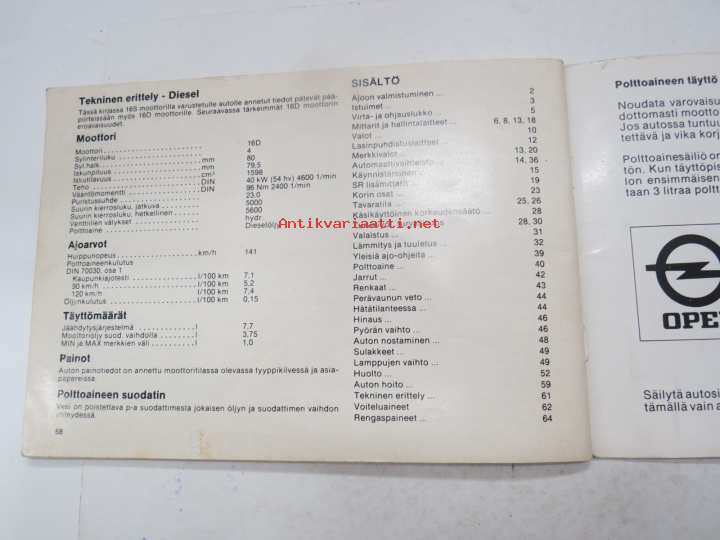 Tekninen erittely - Diesel
Tässä kirjassa 16S moottorilla varustetulle autolle annetut tiedot pätevät pää-
piirteissään myös 16D moottorille. Seuraavassa tärkeimmät 16D moottorin
eroavaisuudet.
Moottori
Moottori 16D
Sylinteriluku 4
Syl.halk. mm 80
Iskunpituus mm 79,5
Iskutilavuus cm³ 1598
Teho DIN 40 KW (54 hv) 4600 1/min
Vääntömomentti DIN 96 Nm 2400 1/min
Puristussuhde 23,0
Suurin kierrosluku, jatkuva 5000
Suurin kierrosluku, hetkellinen 5600
Venttiilien välykset hydr.
Polttoaine Dieselöljy
Ajoarvot
Huippunopeus km/h 141
Polttoaineenkulutus
DIN 70030, osa 1
Kaupunkiajotesti l/100 km 7,1
90 km/h l/100 km 5,2
120 km/h l/100 km 7,4
Öljynkulutus l/100 km 0,15
Täyttömäärät
Jäähdytysjärjestelmä l 7,7
Moottoriöljy suod. vaihdolla l 3,75
MIN ja MAX merkkien väli l 1,0
Painot
Auton painotiedot on annettu moottoritilassa olevassa tyyppikilvessä ja asia-
papereissa.
Polttoaineen suodatin
Vesi on poistettava p-a suodattimesta jokaisen öljyn ja suodattimen vaihdon
yhteydessä.
68
SISÄLTÖ
Ajoon valmistuminen ... 2
Istuimet ... 3
Virta- ja ohjauslukko ... 5
Mittarit ja hallintalaitteet ... 6, 8, 13, 18
Valot ... 10
Lasinpuhdistuslaitteet ... 12
Merkkivalot ... 13, 20
Automaattivaihteisto ... 14, 36
Käynnistäminen ... 15
SR lisämittarit ... 19
Korin osat ... 23
Tavaratila ... 25, 26
Käsikäyttöinen korkeudensäätö ... 28
28, 30
Valaistus ... 31
Lämmitys ja tuuletus ... 32
Yleisiä ajo-ohjeita ... 39
Polttoaine ... 40
Jarrut ... 42
Renkaat ... 43
Perävaunun veto ... 44
Hätätilanteessa ... 44
Hinaus ... 46
Pyörän vaihto ... 46
Auton nostaminen ... 48
Sulakkeet ... 49
Lamppujen vaihto ... 49
Huolto ... 52
Auton hoito ... 59
Tekninen erittely ... 61
Voiteluaineet 62
Rengaspaineet ... 64
Antikvariaatti.net
Polttoaineen täyttö
Noudata varovaisu
dottomasti moottor
Jos autossa tuntuu
tettävä ja vika korj
Polttoainesäiliö on
tön. Kun täyttöpis
lon ensimmäisen
taan 3 litraa poltt
OPEL
Säilytä autosi
tämällä vain a